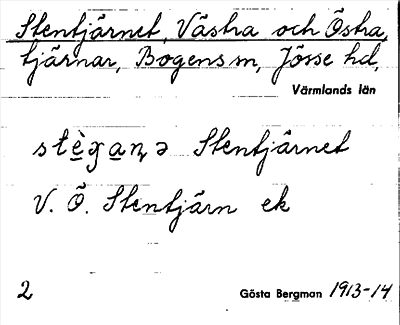 Stentjärnet, Västra och Östra,
tjärnar, Bogens sn, Jösse hd,
Värmlands län
Stentjärnet
V. Ö. Stentjärn ek
2 Gösta Bergman 1913-14